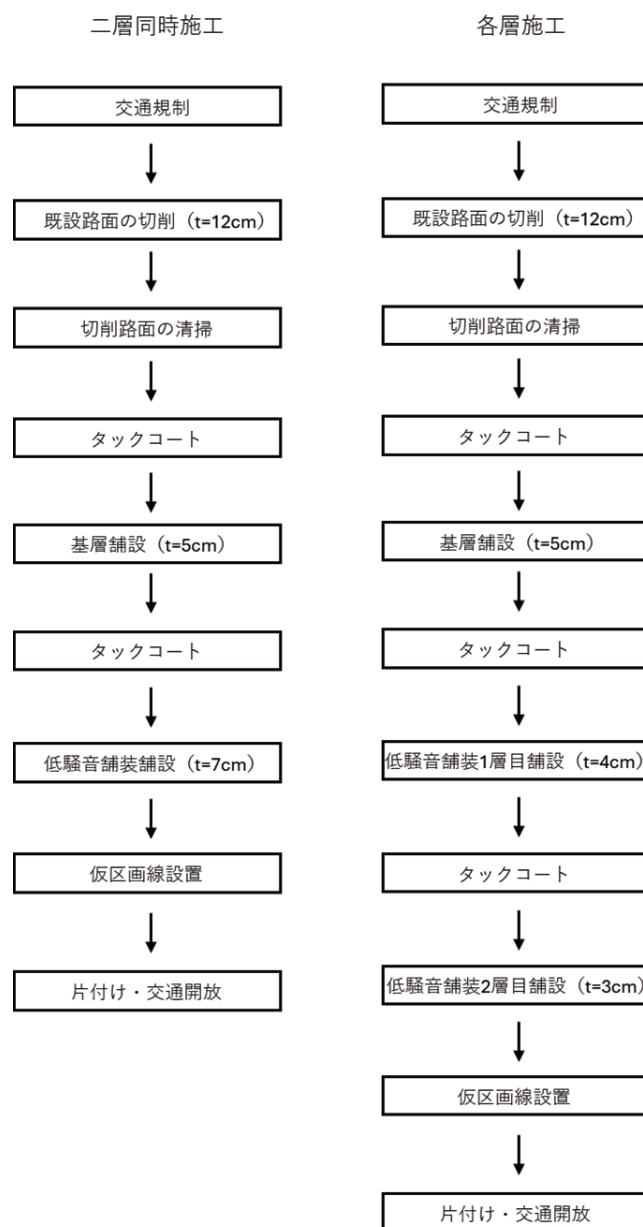 二層同時施工
交通規制
既設路面の切削（t=12cm）
切削路面の清掃
タックコート
基層舗設（t=5cm）
タックコート
低騒音舗装舗設（t=7cm）
仮区画線設置
片付け・交通開放
各層施工
交通規制
既設路面の切削（t=12cm）
切削路面の清掃
タックコート
基層舗設（t=5cm）
タックコート
低騒音舗装1層目舗設（t=4cm）
タックコート
低騒音舗装2層目舗設（t=3cm）
仮区画線設置
片付け・交通開放